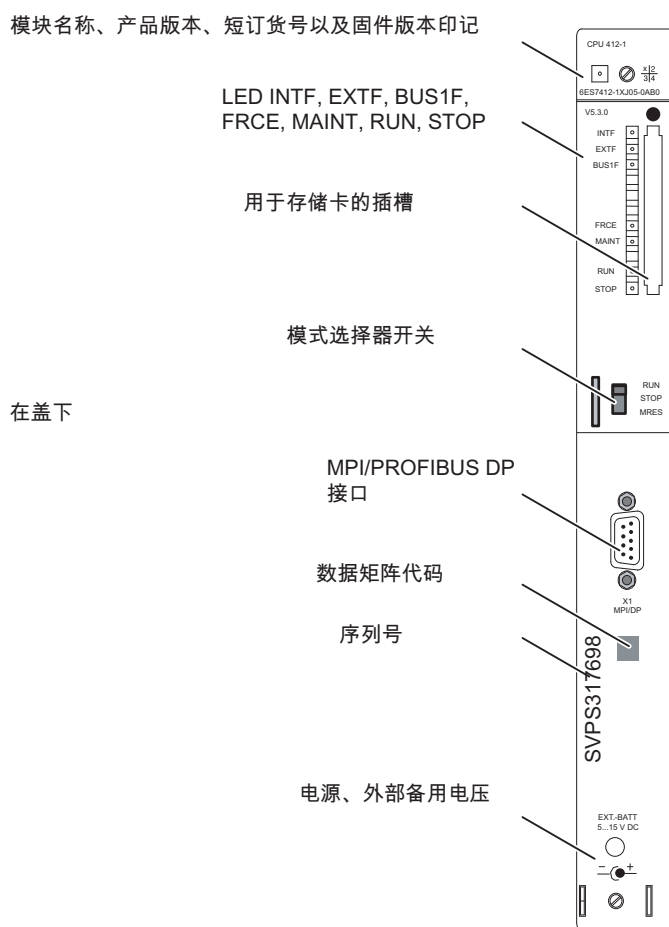 模块名称、产品版本、短订货号以及固件版本印记
CPU 412-1
X 2
3 4
6ES7412-1XJ05-0AB0
LED INTF, EXTF, BUS1F,
FRCE, MAINT, RUN, STOP
V5.3.0
INTF
EXTF
BUS1F
用于存储卡的插槽
FRCE
MAINT
RUN
STOP
模式选择器开关
RUN
STOP
MRES
在盖下
MPI/PROFIBUS DP
接口
X1
MPI/DP
数据矩阵代码
序列号
SVPS317698
电源、外部备用电压
EXT.-BATT
5...15 V DC
− +